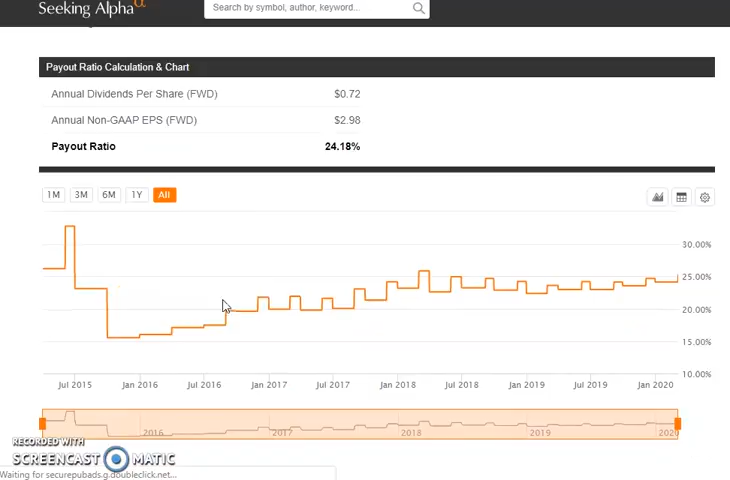 Seeking Alpha α
Search by symbol, author, keyword...
Payout Ratio Calculation & Chart
Annual Dividends Per Share (FWD) $0.72
Annual Non-GAAP EPS (FWD) $2.98
Payout Ratio 24.18%
1M 3M 6M 1Y All
30.00%
25.00%
20.00%
15.00%
10.00%
Jul 2015 Jan 2016 Jul 2016 Jan 2017 Jul 2017 Jan 2018 Jul 2018 Jan 2019 Jul 2019 Jan 2020
2016 2017 2018 2019 2020
RECORDED WITH
SCREENCAST MATIC
Waiting for securepubads.g.doubleclick.net...